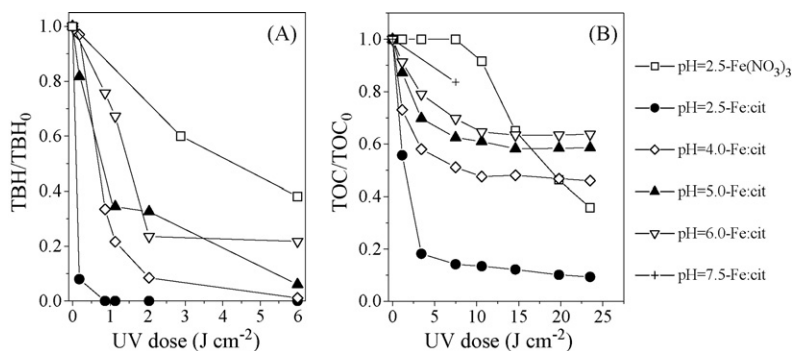 (A)
TBH/TBH₀
1.0
0.8
0.6
0.4
0.2
0.0
0 1 2 3 4 5 6
UV dose (J cm⁻²)
(B)
TOC/TOC₀
1.0
0.8
0.6
0.4
0.2
0.0
0 5 10 15 20 25
UV dose (J cm⁻²)
pH=2.5-Fe(NO₃)₃
pH=2.5-Fe:cit
pH=4.0-Fe:cit
pH=5.0-Fe:cit
pH=6.0-Fe:cit
pH=7.5-Fe:cit